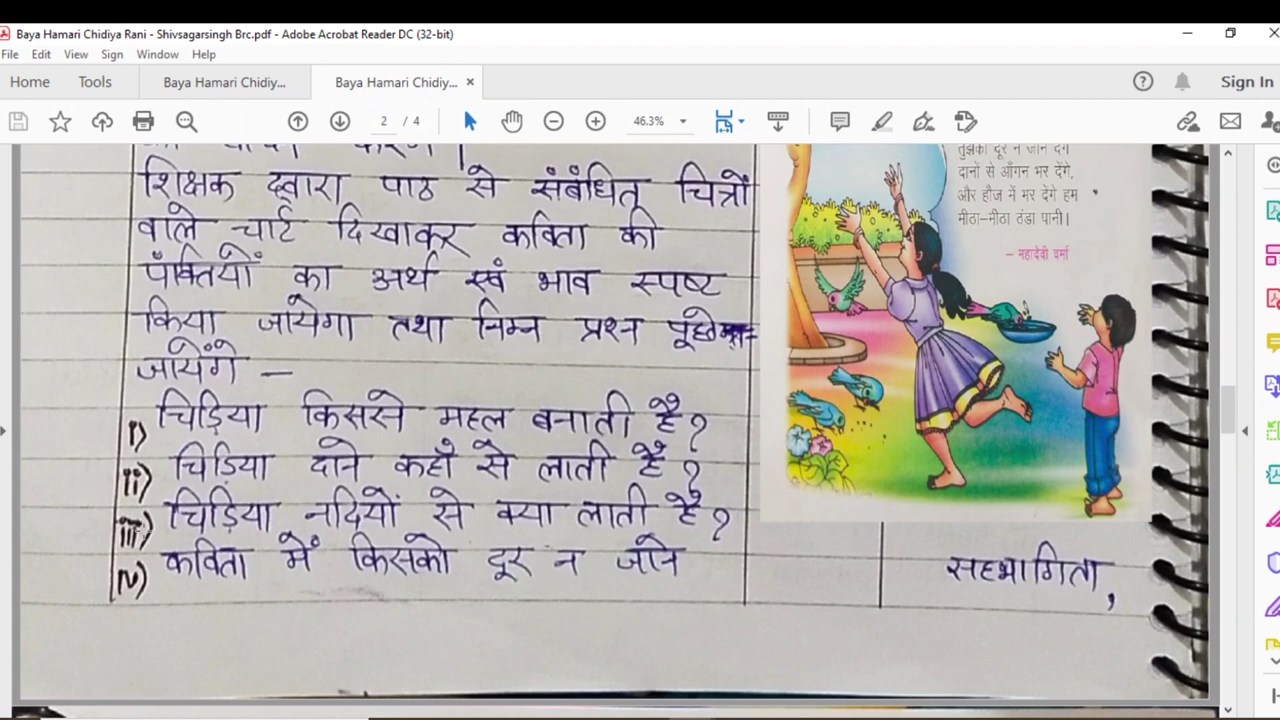 Baya Hamari Chidiya Rani - Shivsagarsingh Brc.pdf - Adobe Acrobat Reader DC (32-bit)
File Edit View Sign Window Help
Home Tools Baya Hamari Chidiy... Baya Hamari Chidiy... × Sign In
2 / 4 46.3%
शिक्षक द्वारा पाठ से संबंधित चित्रों
वाले चार्ट दिखाकर कविता की
पंक्तियों का अर्थ एवं भाव स्पष्ट
किया जायेगा तथा निम्न प्रश्न पूछे
जायेंगे –
i) चिड़िया किससे महल बनाती है?
ii) चिड़िया दाने कहाँ से लाती है?
iii) चिड़िया नदियों से क्या लाती है?
iv) कविता में किसको दूर न जाने
तुझको दूर न जाने देंगे
दानों से आँगन भर देंगे,
और हौज में भर देंगे हम
मीठा-मीठा ठंडा पानी।
– महादेवी वर्मा
सहभागिता,